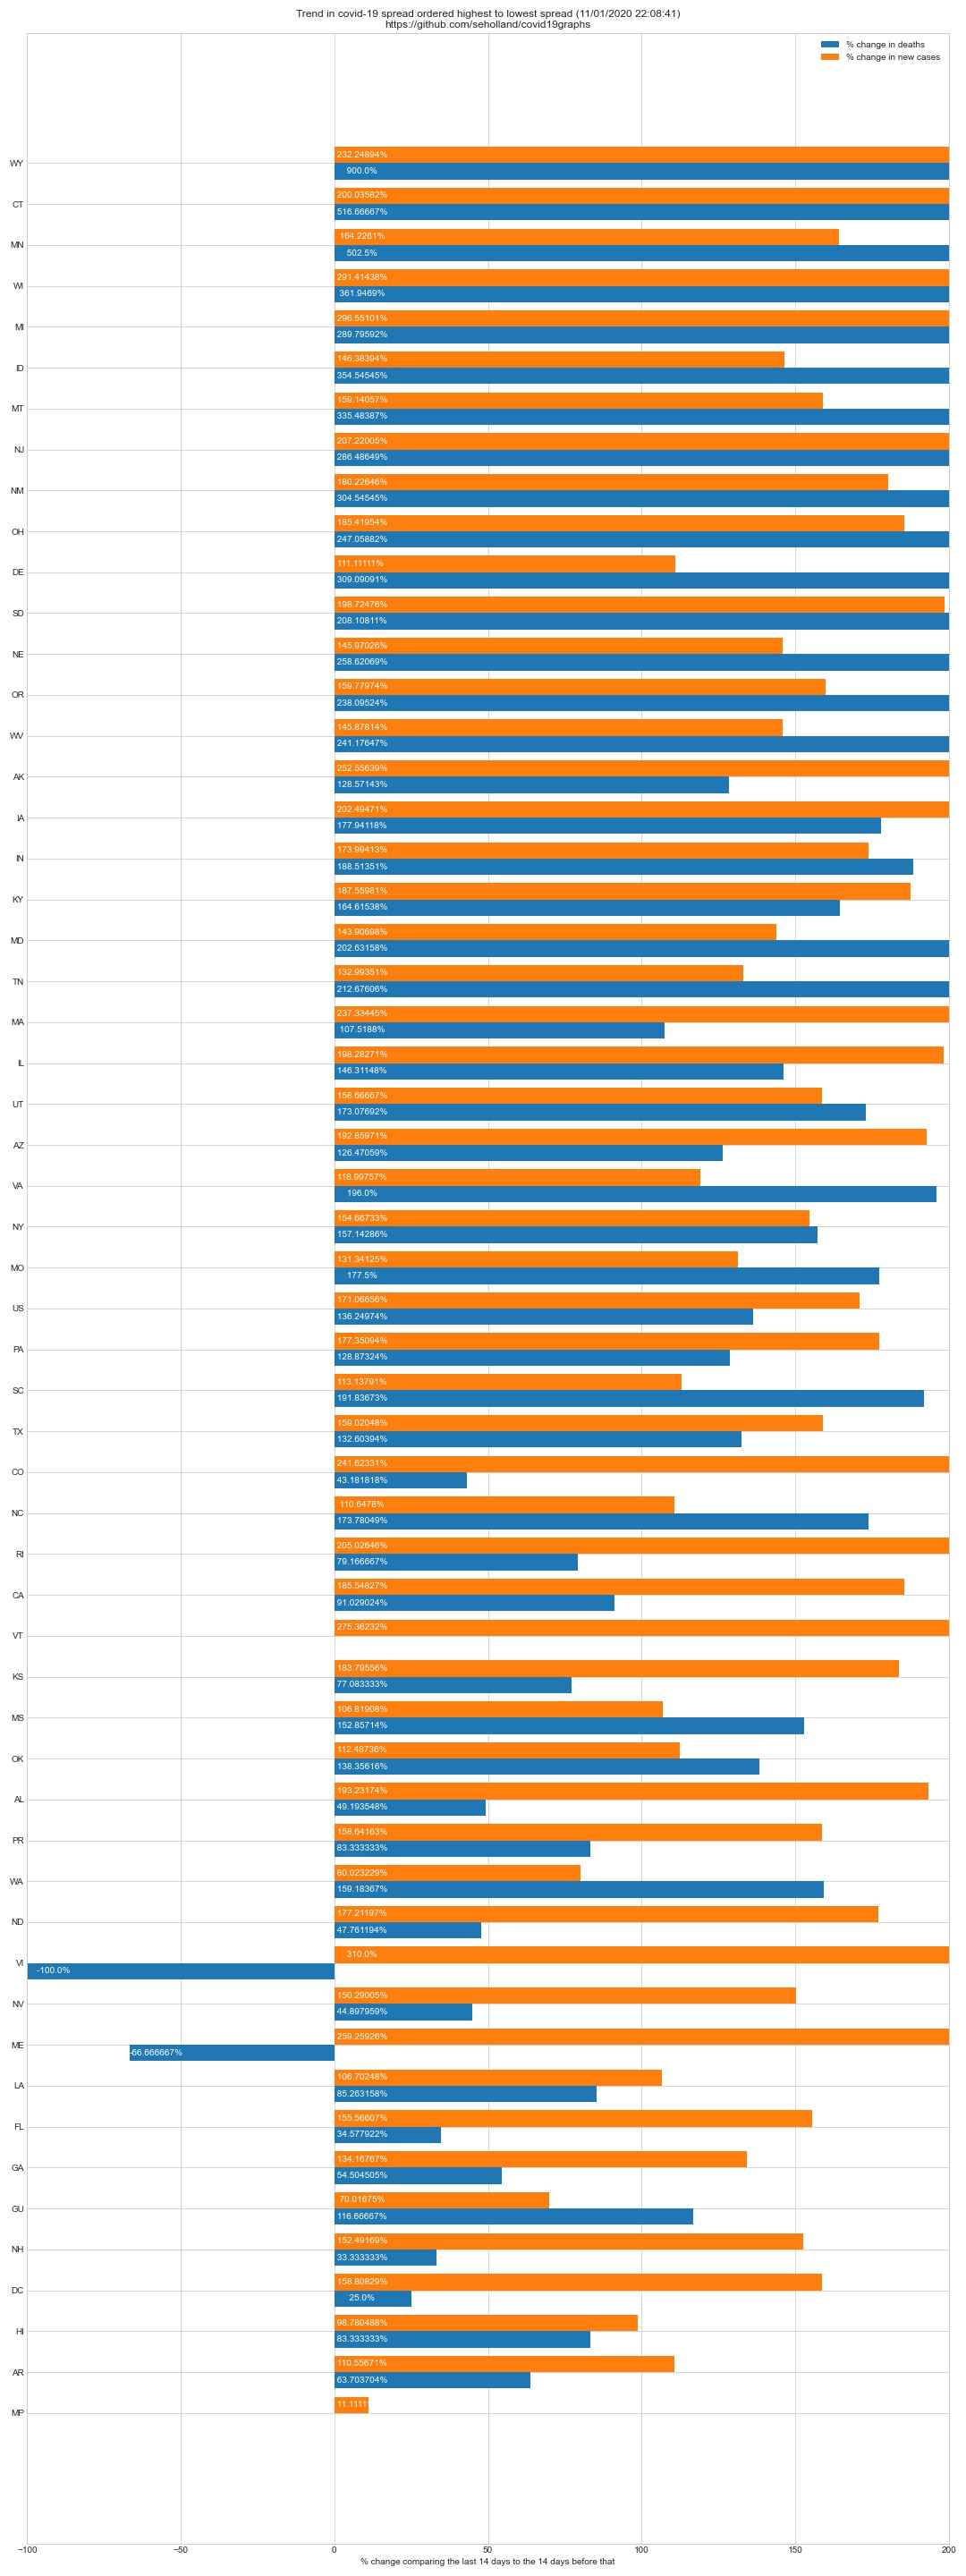 Trend in covid-19 spread ordered highest to lowest spread (11/01/2020 22:08:41)
https://github.com/seholland/covid19graphs
% change in deaths
% change in new cases
232.24894%
WY
900.0%
200.03582%
CT
516.66667%
164.2261%
MN
502.5%
291.41438%
WI
361.9469%
296.55101%
MI
289.79592%
146.38394%
ID
354.54545%
159.14057%
MT
335.48387%
207.22005%
NJ
286.48649%
180.22646%
NM
304.54545%
185.41954%
OH
247.05882%
111.11111%
DE
309.09091%
198.72476%
SD
208.10811%
145.97026%
NE
258.62069%
159.77974%
OR
238.09524%
145.87814%
WV
241.17647%
252.55639%
AK
128.57143%
202.49471%
IA
177.94118%
173.99413%
IN
188.51351%
187.55981%
KY
164.61538%
143.90698%
MD
202.63158%
132.99351%
TN
212.67606%
237.33445%
MA
107.5188%
198.28271%
IL
146.31148%
158.66667%
UT
173.07692%
192.85971%
AZ
126.47059%
118.99757%
VA
196.0%
154.66733%
NY
157.14286%
131.34125%
MO
177.5%
171.06656%
US
136.24974%
177.35094%
PA
128.87324%
113.13791%
SC
191.83673%
159.02048%
TX
132.60394%
241.62331%
CO
43.181818%
110.6478%
NC
173.78049%
205.02646%
RI
79.166667%
185.54827%
CA
91.029024%
275.36232%
VT
183.79556%
KS
77.083333%
106.81908%
MS
152.85714%
112.48736%
OK
138.35616%
193.23174%
AL
49.193548%
158.64163%
PR
83.333333%
80.023229%
WA
159.18367%
177.21197%
ND
47.761194%
310.0%
VI
-100.0%
150.29005%
NV
44.897959%
259.25926%
ME
-66.666667%
106.70248%
LA
85.263158%
155.56607%
FL
34.577922%
134.16767%
GA
54.504505%
70.01675%
GU
116.66667%
152.49169%
NH
33.333333%
158.80829%
DC
25.0%
98.780488%
HI
83.333333%
110.55671%
AR
63.703704%
11.1111
MP
−100 −50 0 50 100 150 200
% change comparing the last 14 days to the 14 days before that